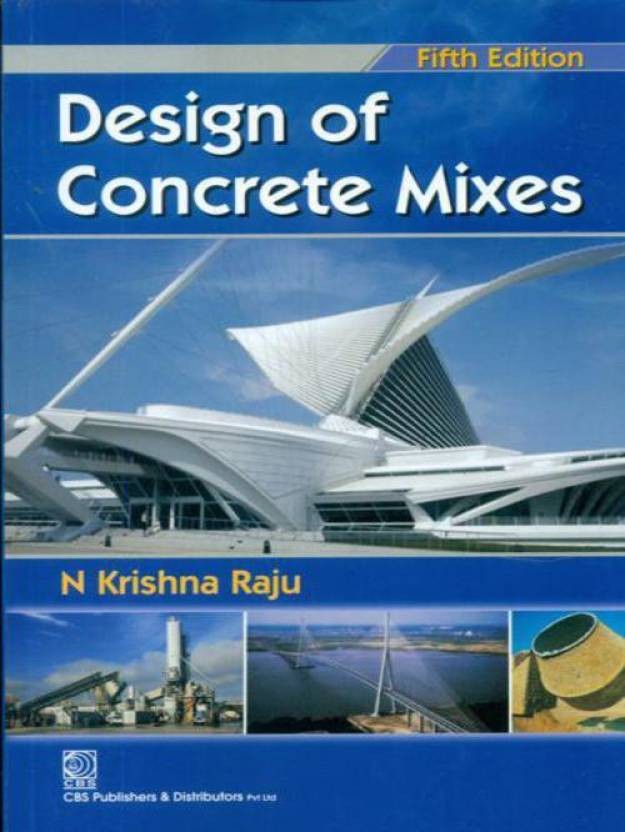 Fifth Edition
Design of
Concrete Mixes
N Krishna Raju
CBS
CBS Publishers & Distributors Pvt Ltd